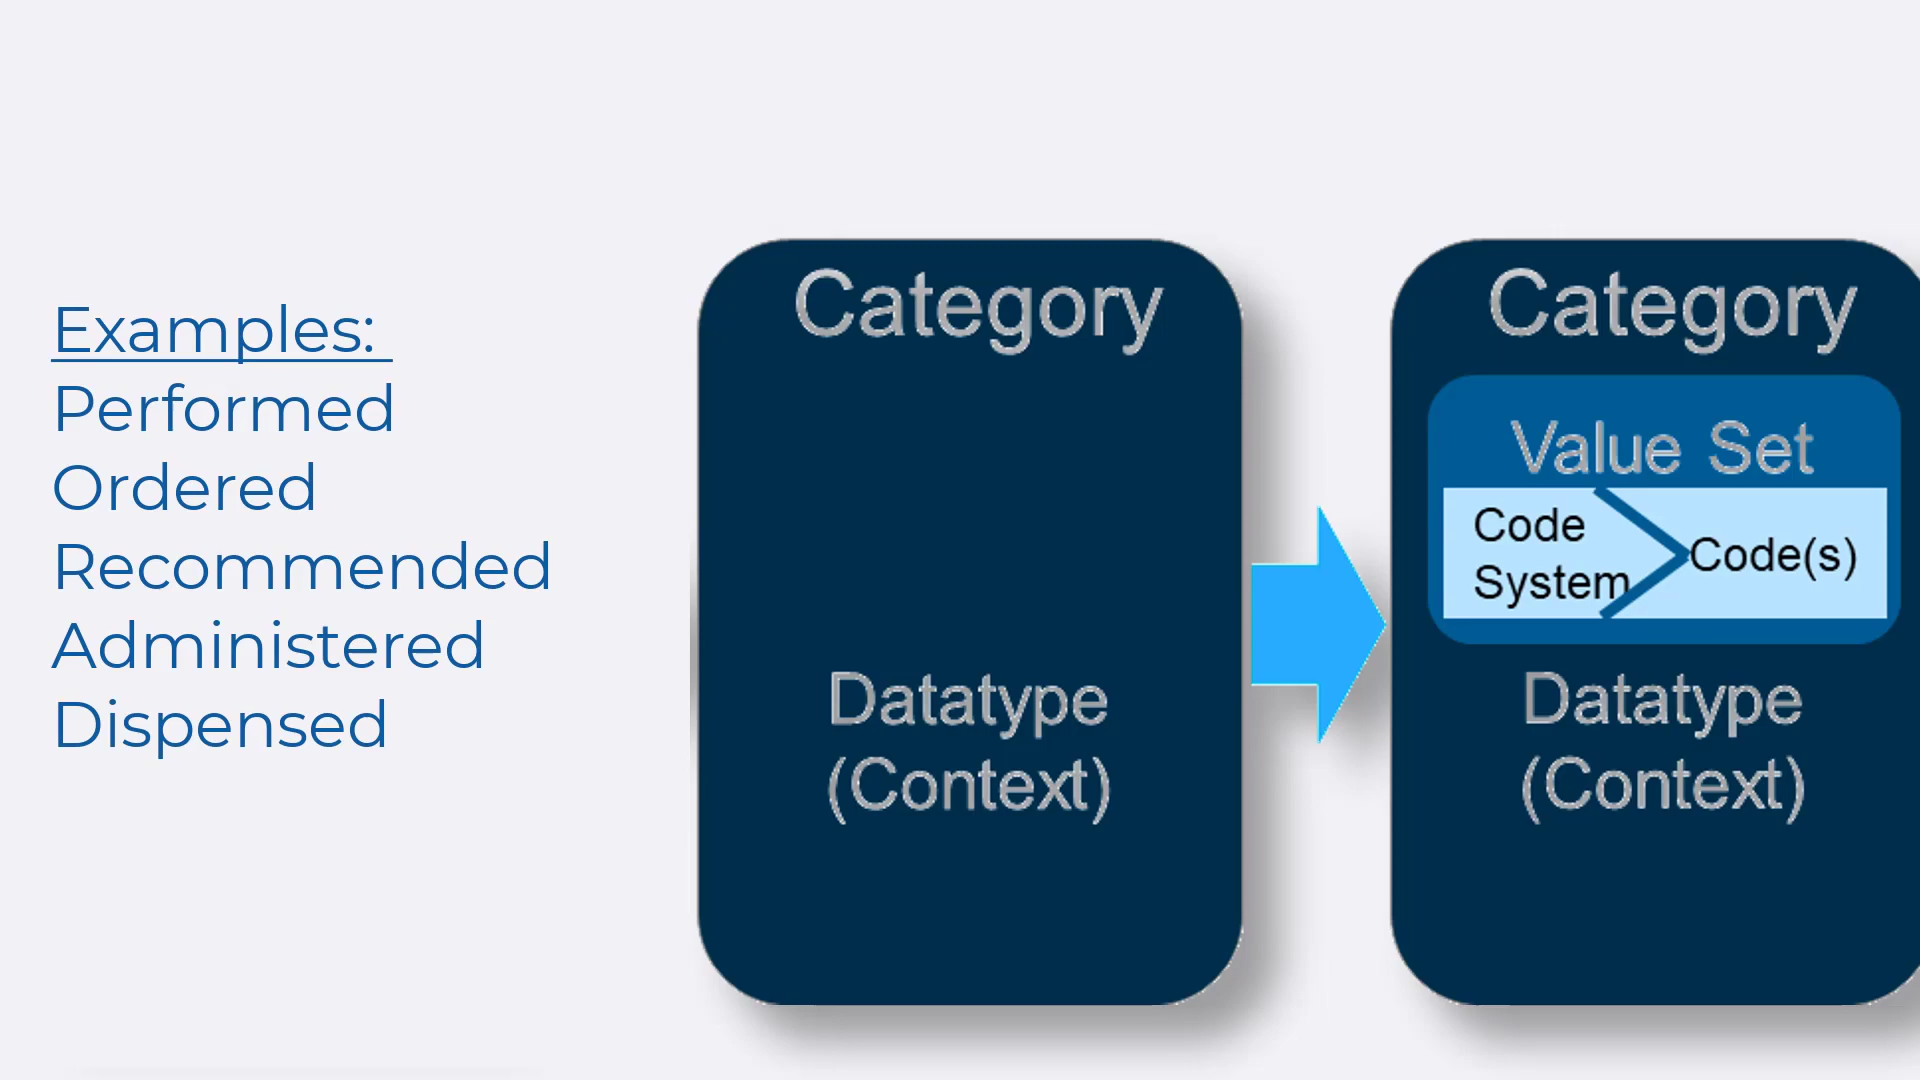 Examples:
Performed
Ordered
Recommended
Administered
Dispensed
Category
Datatype
(Context)
Category
Value Set
Code
System
Code(s)
Datatype
(Context)